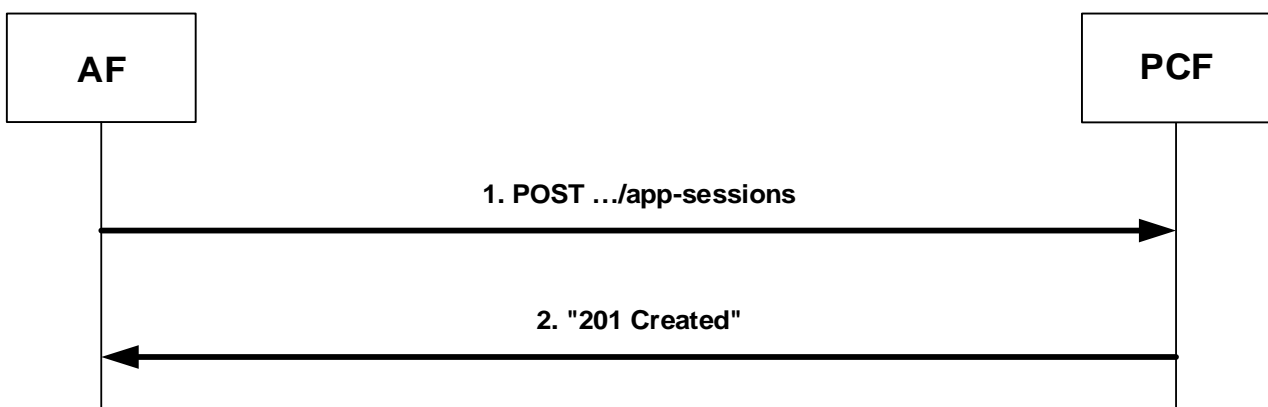 AF
PCF
1. POST …/app-sessions
2. "201 Created"